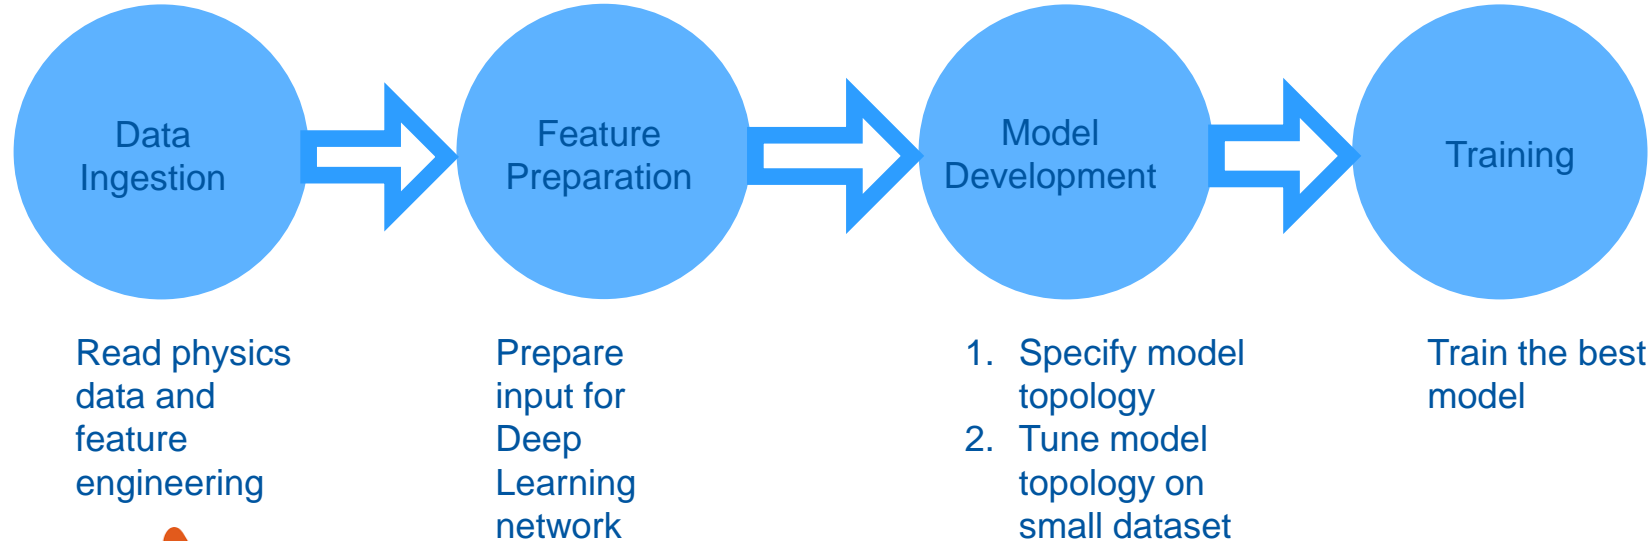 Data
Ingestion
Feature
Preparation
Model
Development
Training
Read physics
data and
feature
engineering
Prepare
input for
Deep
Learning
network
1. Specify model
topology
2. Tune model
topology on
small dataset
Train the best
model